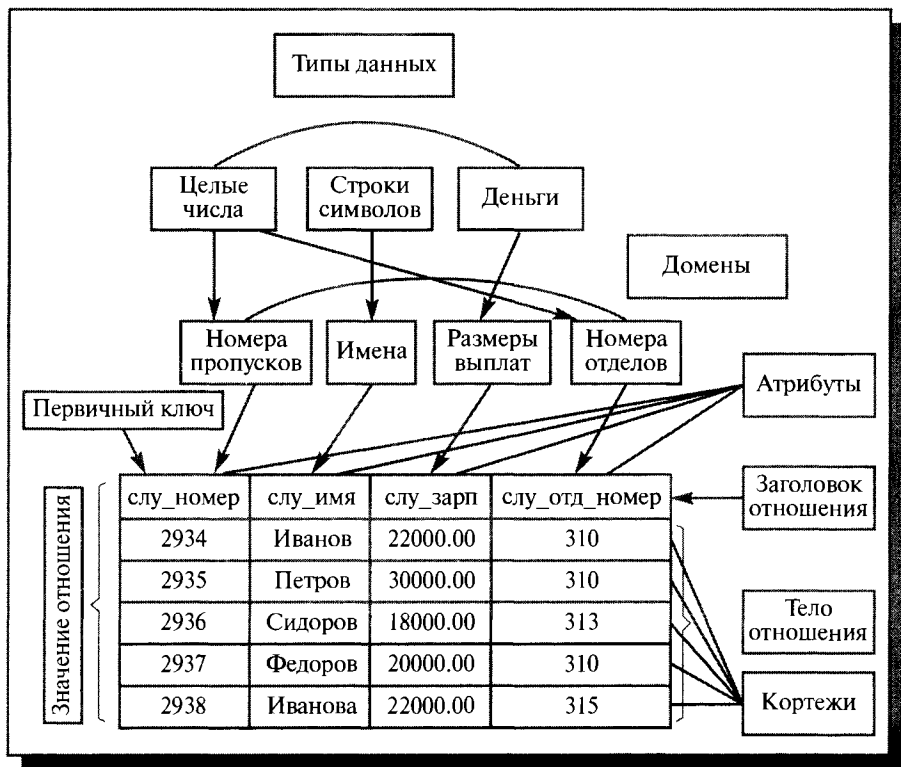 Типы данных
Целые
числа
Строки
символов
Деньги
Домены
Номера
пропусков
Имена
Размеры
выплат
Номера
отделов
Атрибуты
Первичный ключ
слу_номер слу_имя слу_зарп слу_отд_номер
Заголовок
отношения
Значение отношения
2934 Иванов 22000.00 310
2935 Петров 30000.00 310
2936 Сидоров 18000.00 313
2937 Федоров 20000.00 310
2938 Иванова 22000.00 315
Тело
отношения
Кортежи